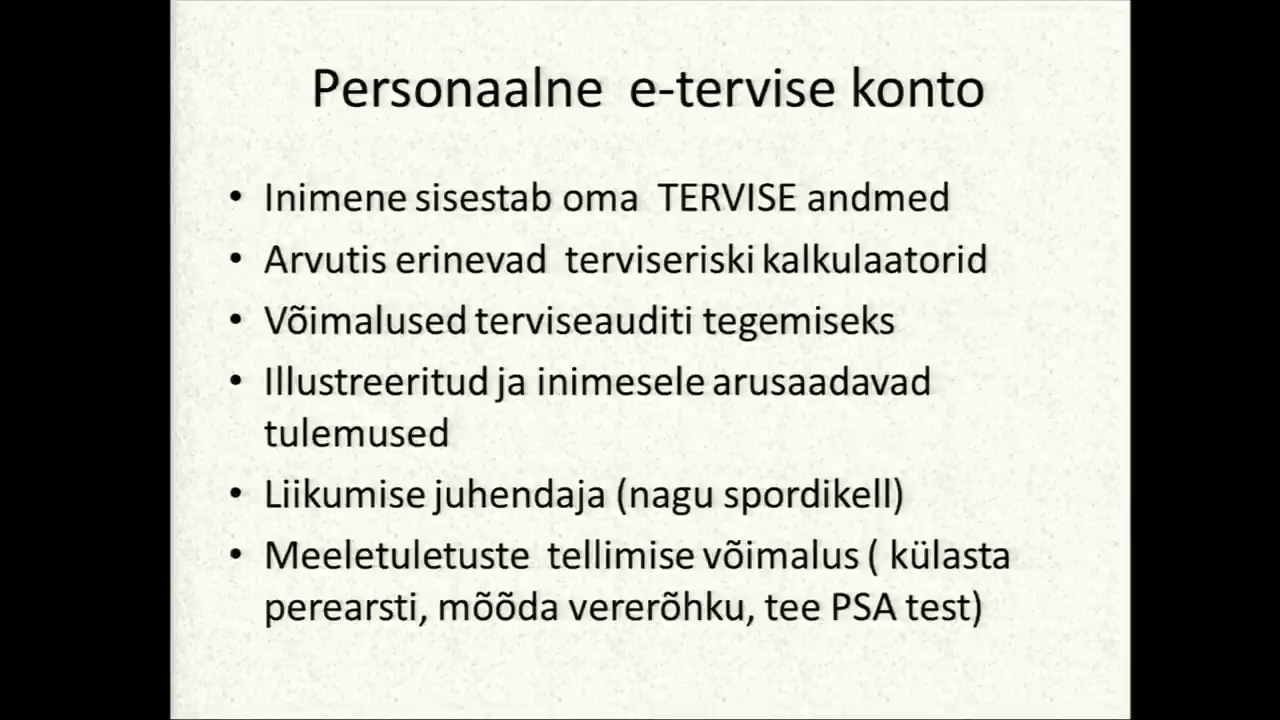 Personaalne e-tervise konto
• Inimene sisestab oma TERVISE andmed
• Arvutis erinevad terviseriski kalkulaatorid
• Võimalused terviseauditi tegemiseks
• Illustreeritud ja inimesele arusaadavad
tulemused
• Liikumise juhendaja (nagu spordikell)
• Meeletuletuste tellimise võimalus ( külasta
perearsti, mõõda vererõhku, tee PSA test)